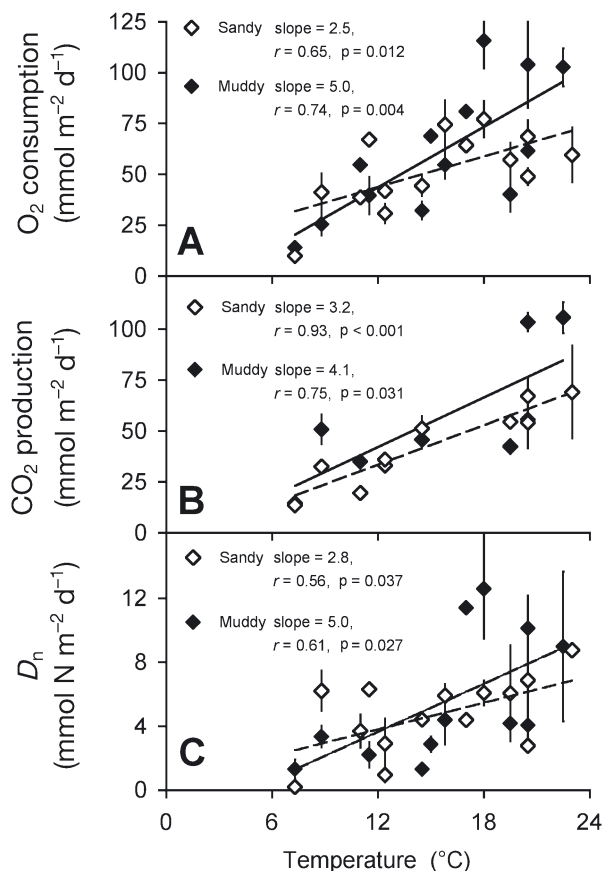 O₂ consumption
(mmol m⁻² d⁻¹)
125
100
75
50
25
0
Sandy slope = 2.5,
r = 0.65, p = 0.012
Muddy slope = 5.0,
r = 0.74, p = 0.004
A
CO₂ production
(mmol m⁻² d⁻¹)
100
75
50
25
0
Sandy slope = 3.2,
r = 0.93, p < 0.001
Muddy slope = 4.1,
r = 0.75, p = 0.031
B
Dₙ
(mmol N m⁻² d⁻¹)
12
8
4
0
Sandy slope = 2.8,
r = 0.56, p = 0.037
Muddy slope = 5.0,
r = 0.61, p = 0.027
C
0 6 12 18 24
Temperature (°C)